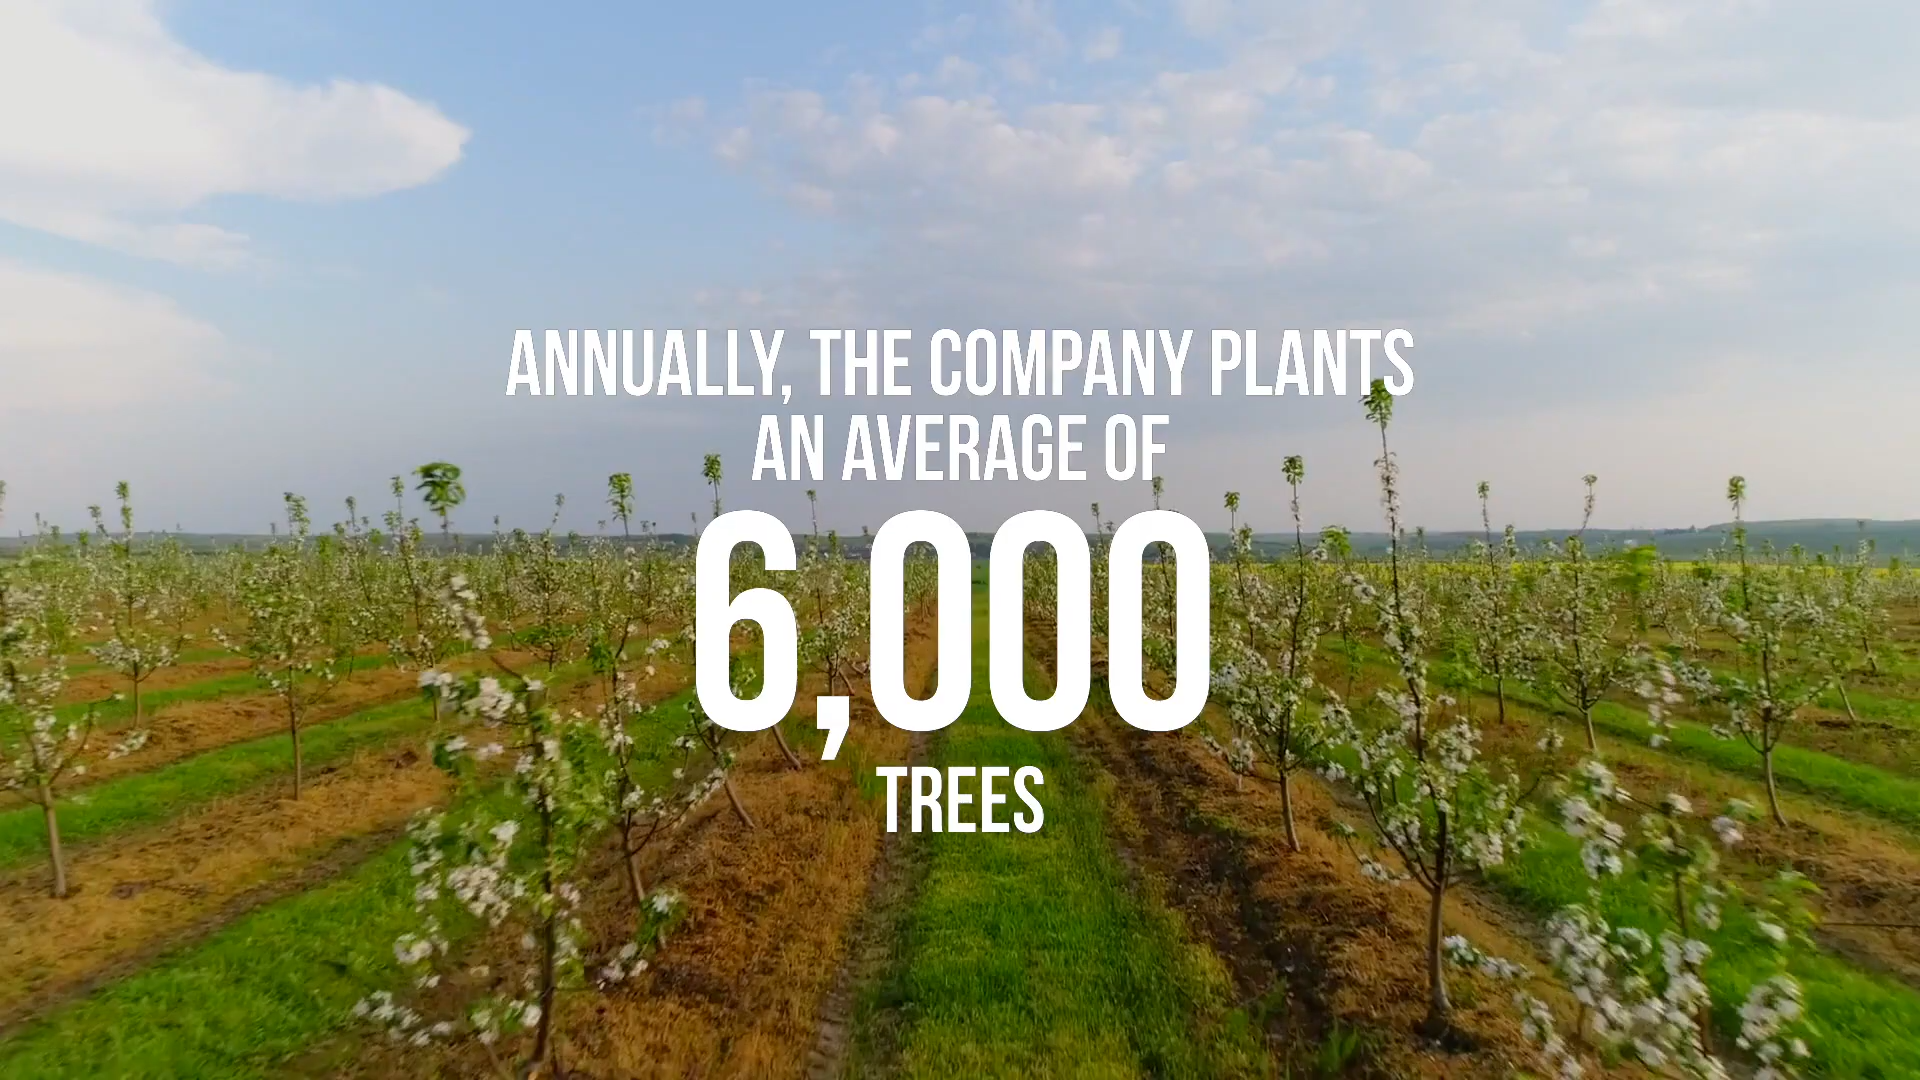 ANNUALLY, THE COMPANY PLANTS
AN AVERAGE OF
6,000
TREES